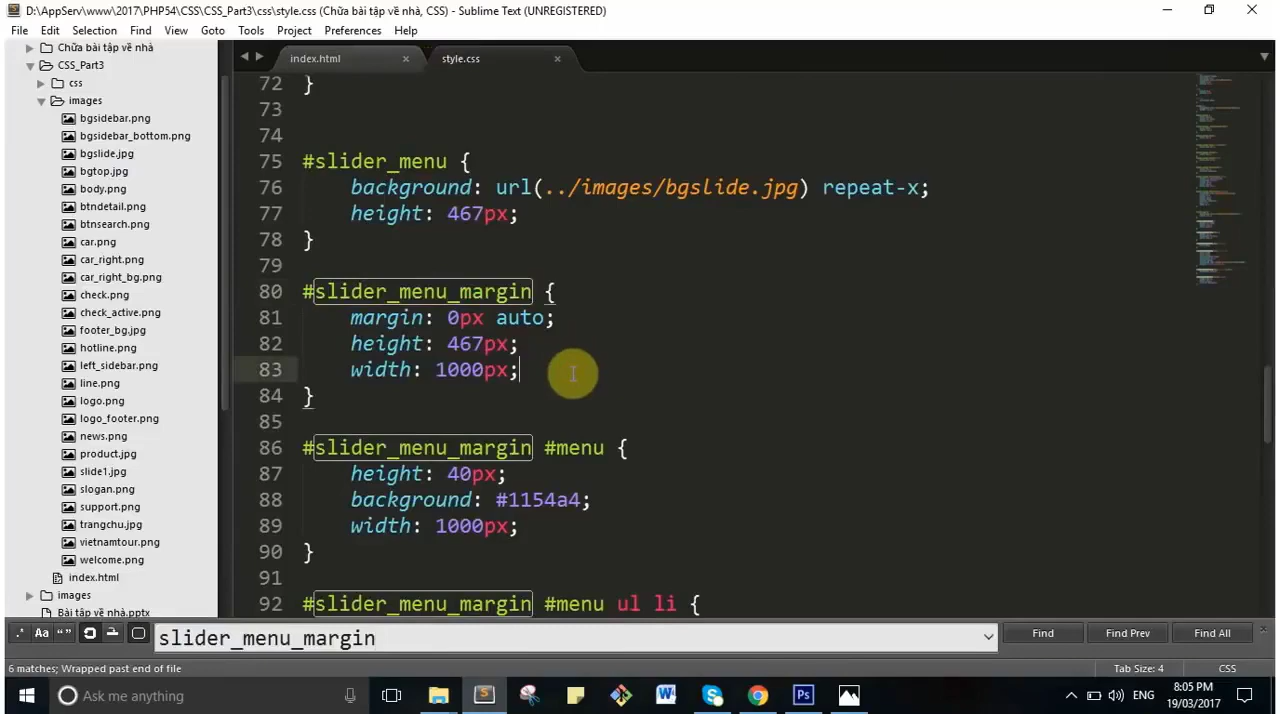 D:\AppServ\www\2017\PHP54\CSS\CSS_Part3\css\style.css (Chữa bài tập về nhà, CSS) - Sublime Text (UNREGISTERED)
File Edit Selection Find View Goto Tools Project Preferences Help
Chữa bài tập về nhà
CSS_Part3
css
images
bgsidebar.png
bgsidebar_bottom.png
bgslide.jpg
bgtop.jpg
body.png
btndetail.png
btnsearch.png
car.png
car_right.png
car_right_bg.png
check.png
check_active.png
footer_bg.jpg
hotline.png
left_sidebar.png
line.png
logo.png
logo_footer.png
news.png
product.jpg
slide1.jpg
slogan.png
support.png
trangchu.jpg
vietnamtour.png
welcome.png
index.html
images
Bài tập về nhà.pptx
index.html × style.css ×
72 }
73
74
75 #slider_menu {
76 background: url(../images/bgslide.jpg) repeat-x;
77 height: 467px;
78 }
79
80 #slider_menu_margin {
81 margin: 0px auto;
82 height: 467px;
83 width: 1000px;
84 }
85
86 #slider_menu_margin #menu {
87 height: 40px;
88 background: #1154a4;
89 width: 1000px;
90 }
91
92 #slider_menu_margin #menu ul li {
.* Aa “” slider_menu_margin Find Find Prev Find All
6 matches; Wrapped past end of file Tab Size: 4 CSS
Ask me anything ENG 8:05 PM
19/03/2017